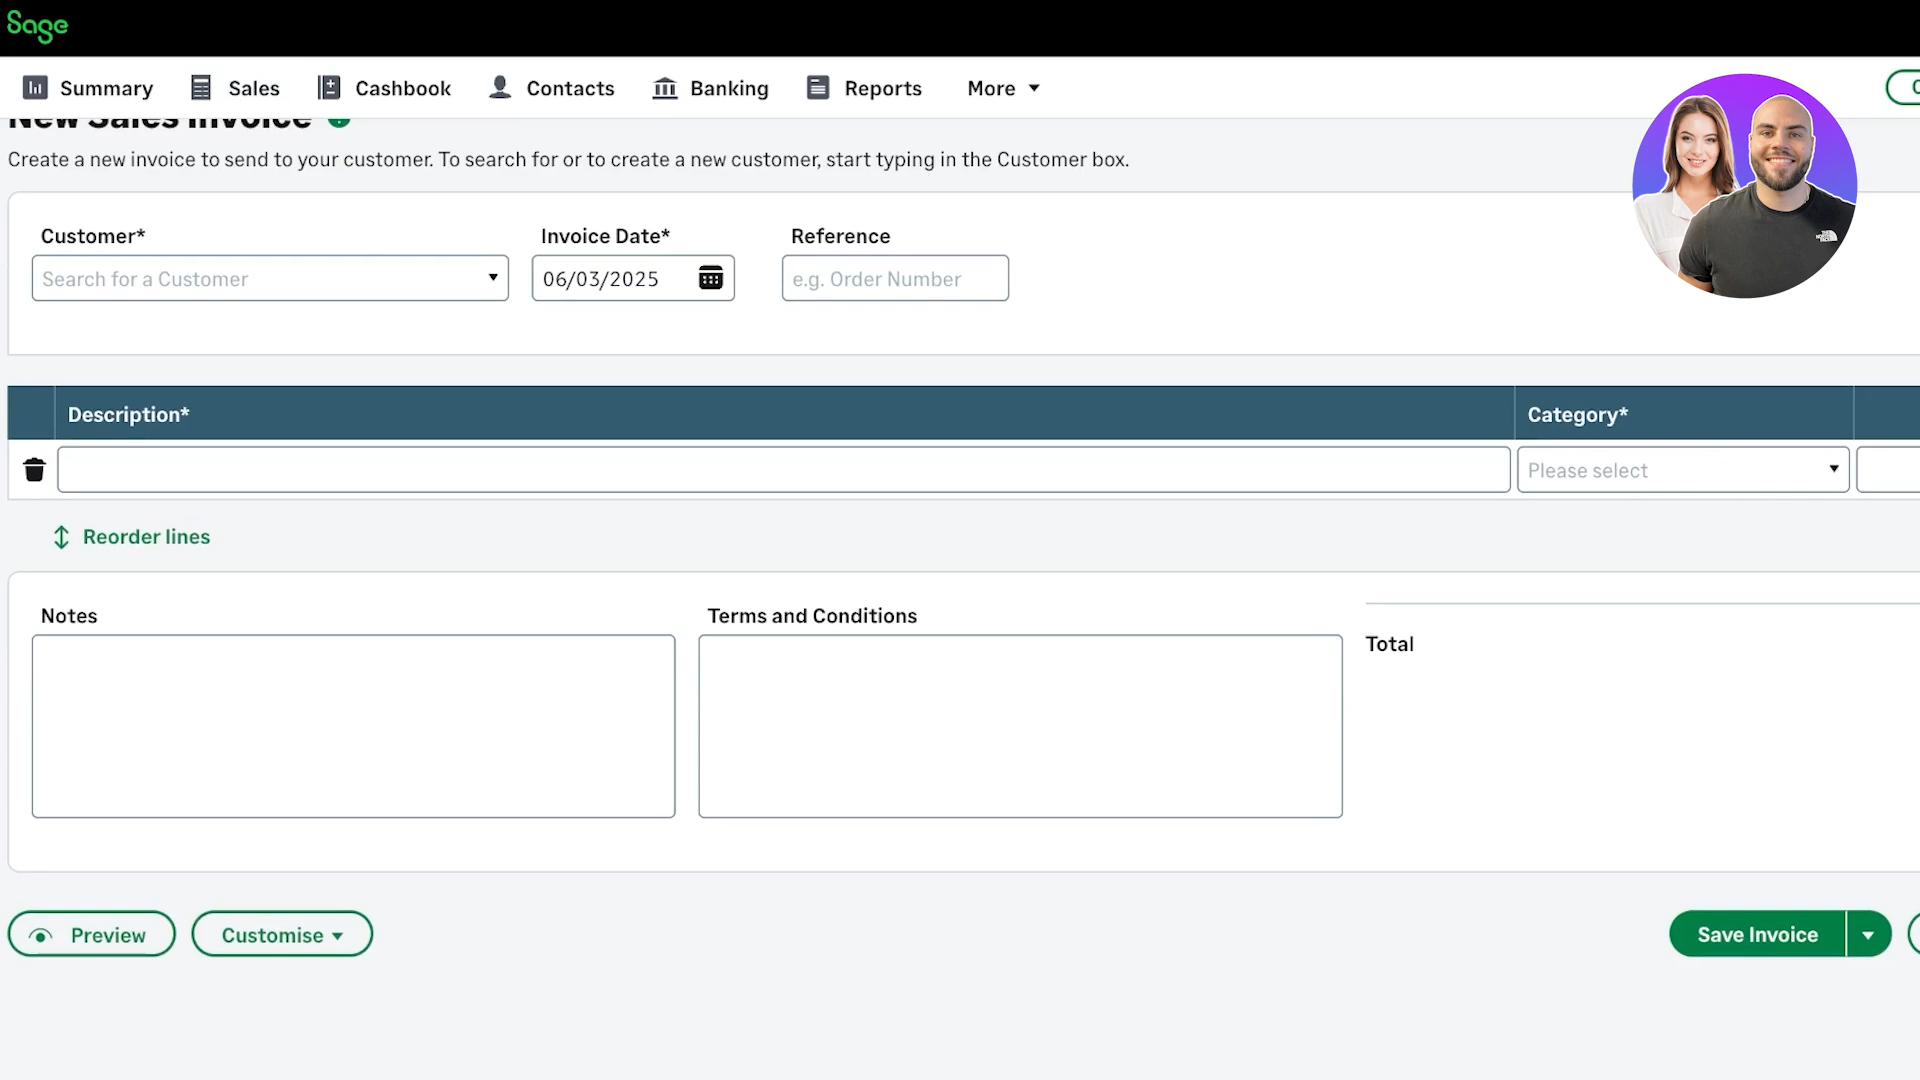 Sage
Summary Sales Cashbook Contacts Banking Reports More
New Sales Invoice
Create a new invoice to send to your customer. To search for or to create a new customer, start typing in the Customer box.
Customer* Invoice Date* Reference
Search for a Customer 06/03/2025 e.g. Order Number
Description* Category*
Please select
Reorder lines
Notes Terms and Conditions
Total
Preview Customise Save Invoice